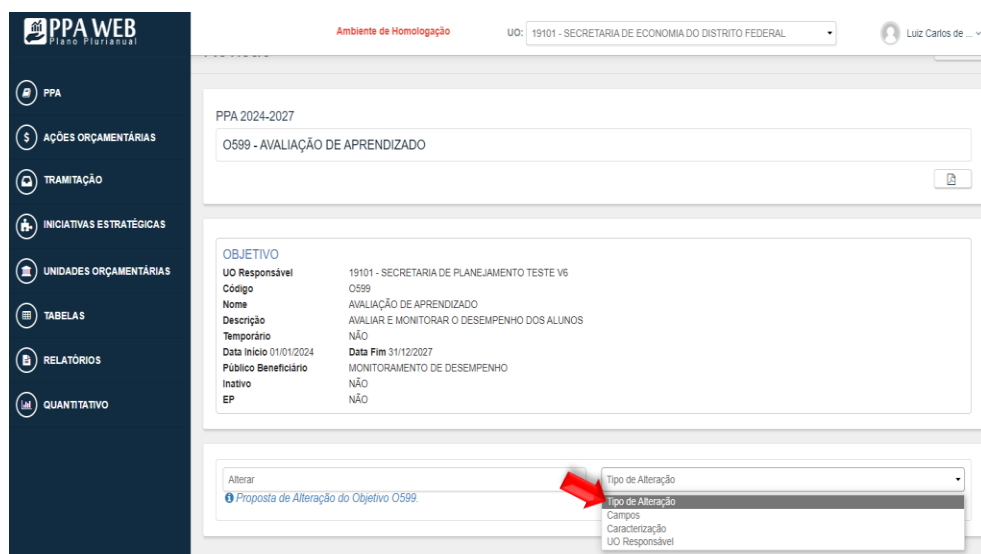 PPA WEB
Plano Plurianual
Ambiente de Homologação
UO: 19101 - SECRETARIA DE ECONOMIA DO DISTRITO FEDERAL
Luiz Carlos de ...
PPA
AÇÕES ORÇAMENTÁRIAS
TRAMITAÇÃO
INICIATIVAS ESTRATÉGICAS
UNIDADES ORÇAMENTÁRIAS
TABELAS
RELATÓRIOS
QUANTITATIVO
PPA 2024-2027
O599 - AVALIAÇÃO DE APRENDIZADO
OBJETIVO
UO Responsável 19101 - SECRETARIA DE PLANEJAMENTO TESTE V6
Código O599
Nome AVALIAÇÃO DE APRENDIZADO
Descrição AVALIAR E MONITORAR O DESEMPENHO DOS ALUNOS
Temporário NÃO
Data Início 01/01/2024 Data Fim 31/12/2027
Público Beneficiário MONITORAMENTO DE DESEMPENHO
Inativo NÃO
EP NÃO
Alterar
Tipo de Alteração
Proposta de Alteração do Objetivo O599.
Tipo de Alteração
Campos
Caracterização
UO Responsável